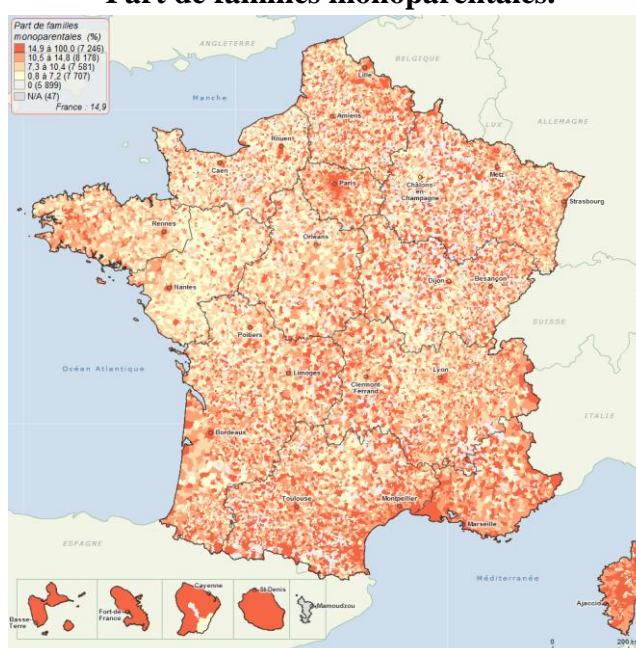 Part de familles monoparentales.
Part de familles
monoparentales (%)
14,9 à 100,0 (7 246)
10,5 à 14,8 (8 178)
7,3 à 10,4 (7 581)
0,8 à 7,2 (7 707)
0 (5 899)
N/A (47)
France : 14,9
ANGLETERRE
BELGIQUE
Lille
Manche
LUX
ALLEMAGNE
Amiens
Rouen
Caen
Metz
Paris
Châlons-
en-
Champagne
Strasbourg
Rennes
Orléans
Dijon
Besançon
Nantes
SUISSE
Poitiers
Océan Atlantique
Limoges
Clermont-
Ferrand
Lyon
ITALIE
Bordeaux
Toulouse
Montpellier
Marseille
ESPAGNE
Méditerranée
Cayenne
St-Denis
Mamoudzou
Fort-de-
France
Basse-
Terre
Ajaccio
0
200 km